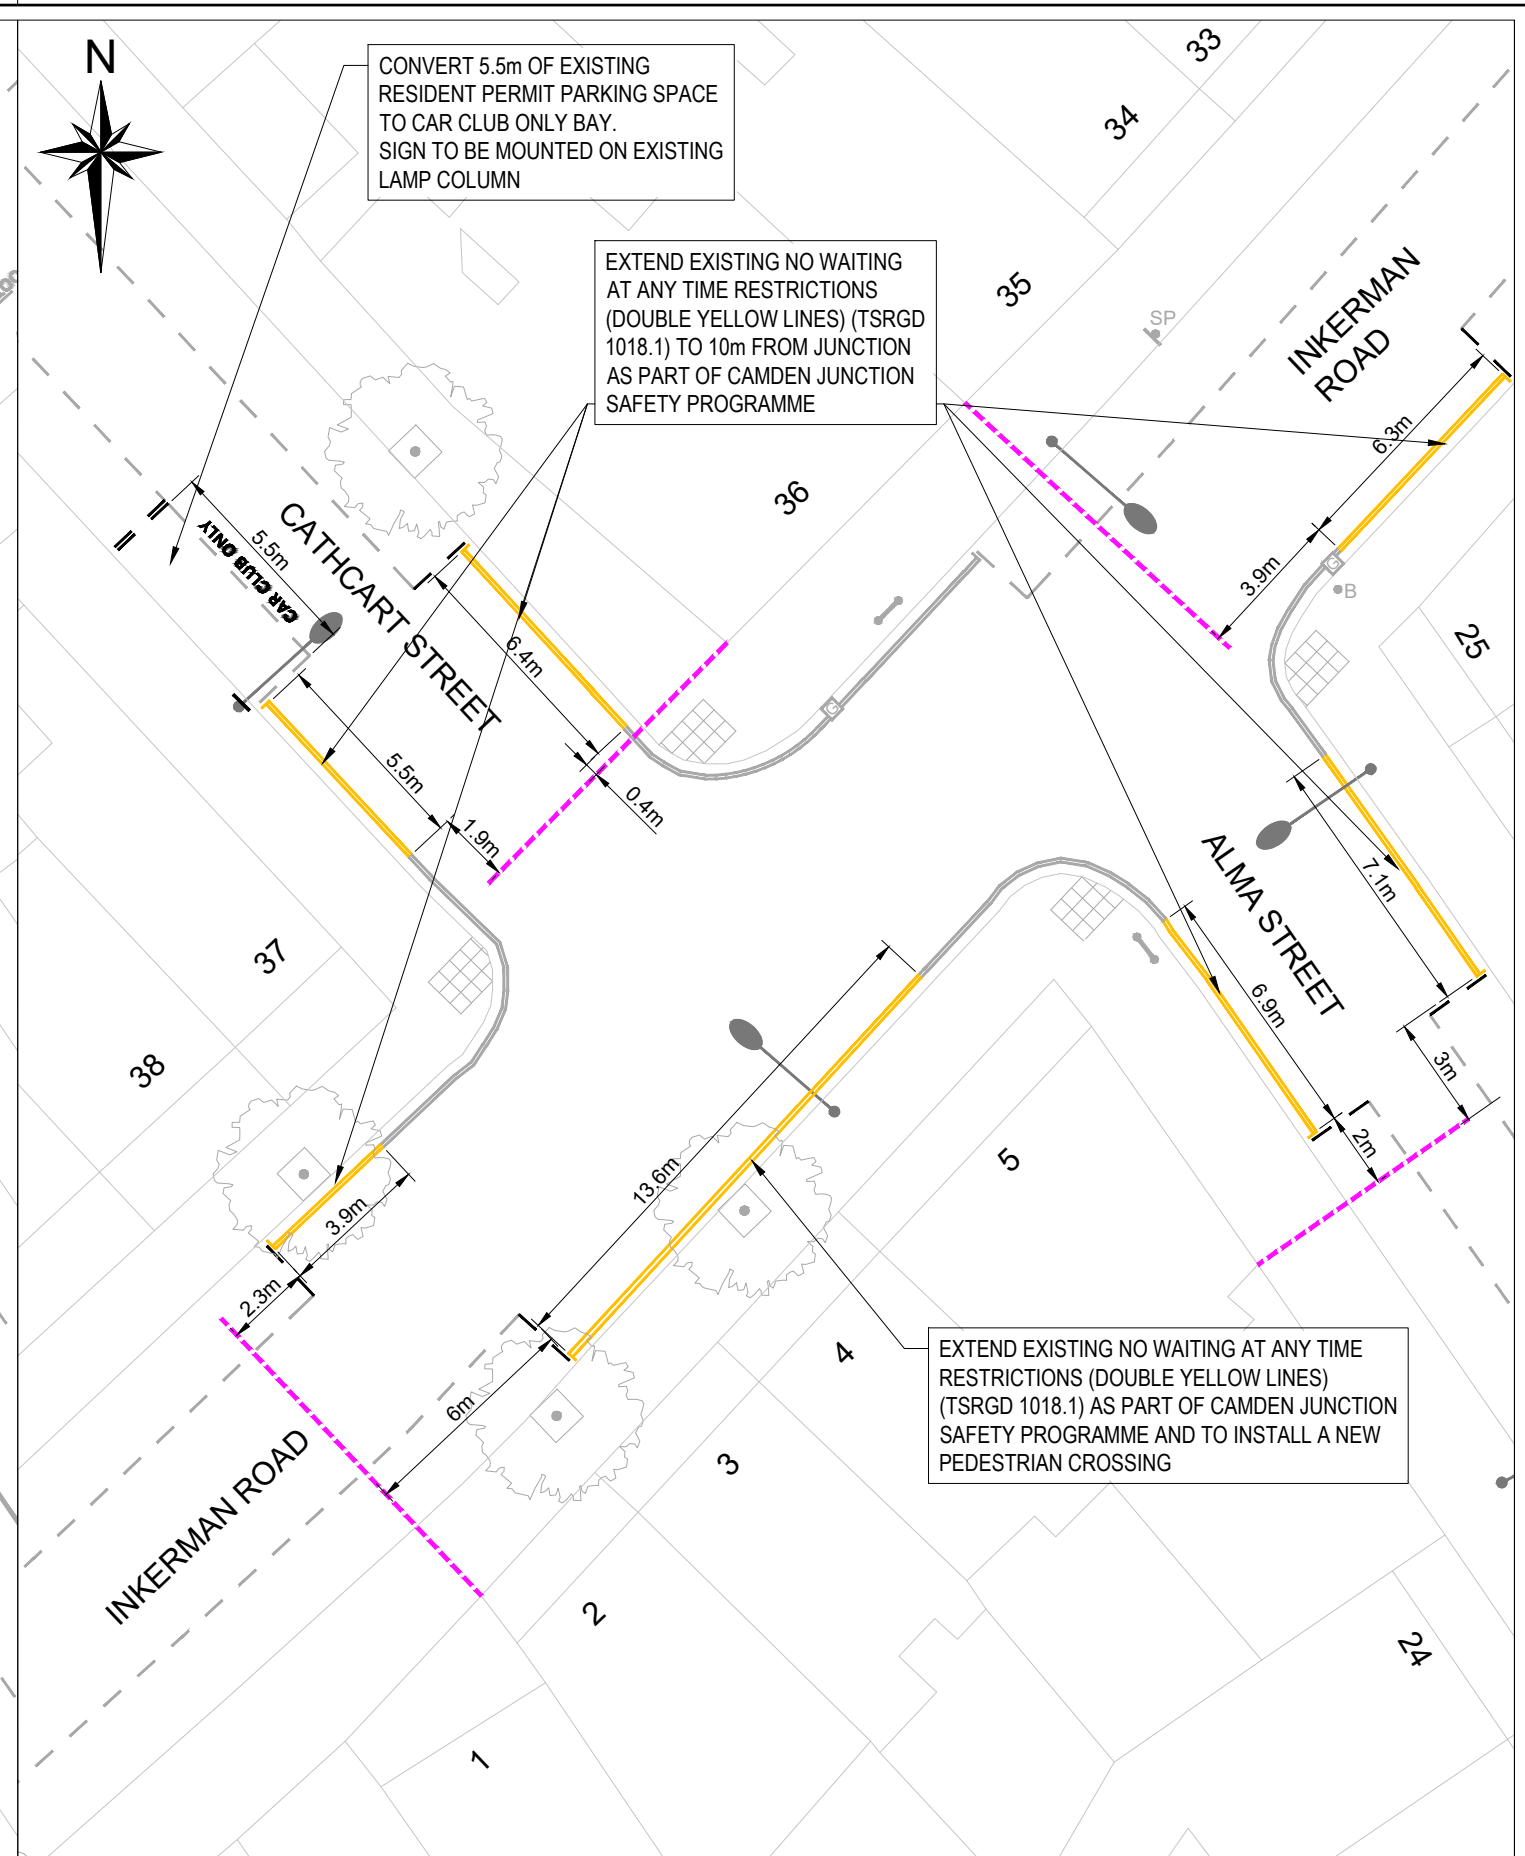 N
CONVERT 5.5m OF EXISTING
RESIDENT PERMIT PARKING SPACE
TO CAR CLUB ONLY BAY.
SIGN TO BE MOUNTED ON EXISTING
LAMP COLUMN
33
34
EXTEND EXISTING NO WAITING
AT ANY TIME RESTRICTIONS
(DOUBLE YELLOW LINES) (TSRGD
1018.1) TO 10m FROM JUNCTION
AS PART OF CAMDEN JUNCTION
SAFETY PROGRAMME
35
SP
INKERMAN
ROAD
6.3m
3.9m
G
B
25
36
CATHCART STREET
5.5m
CAR CLUB ONLY
6.4m
0.4m
5.5m
1.9m
G
ALMA STREET
7.1m
6.9m
3m
2m
37
38
3.9m
2.3m
13.6m
6m
5
4
3
2
1
24
INKERMAN ROAD
EXTEND EXISTING NO WAITING AT ANY TIME
RESTRICTIONS (DOUBLE YELLOW LINES)
(TSRGD 1018.1) AS PART OF CAMDEN JUNCTION
SAFETY PROGRAMME AND TO INSTALL A NEW
PEDESTRIAN CROSSING